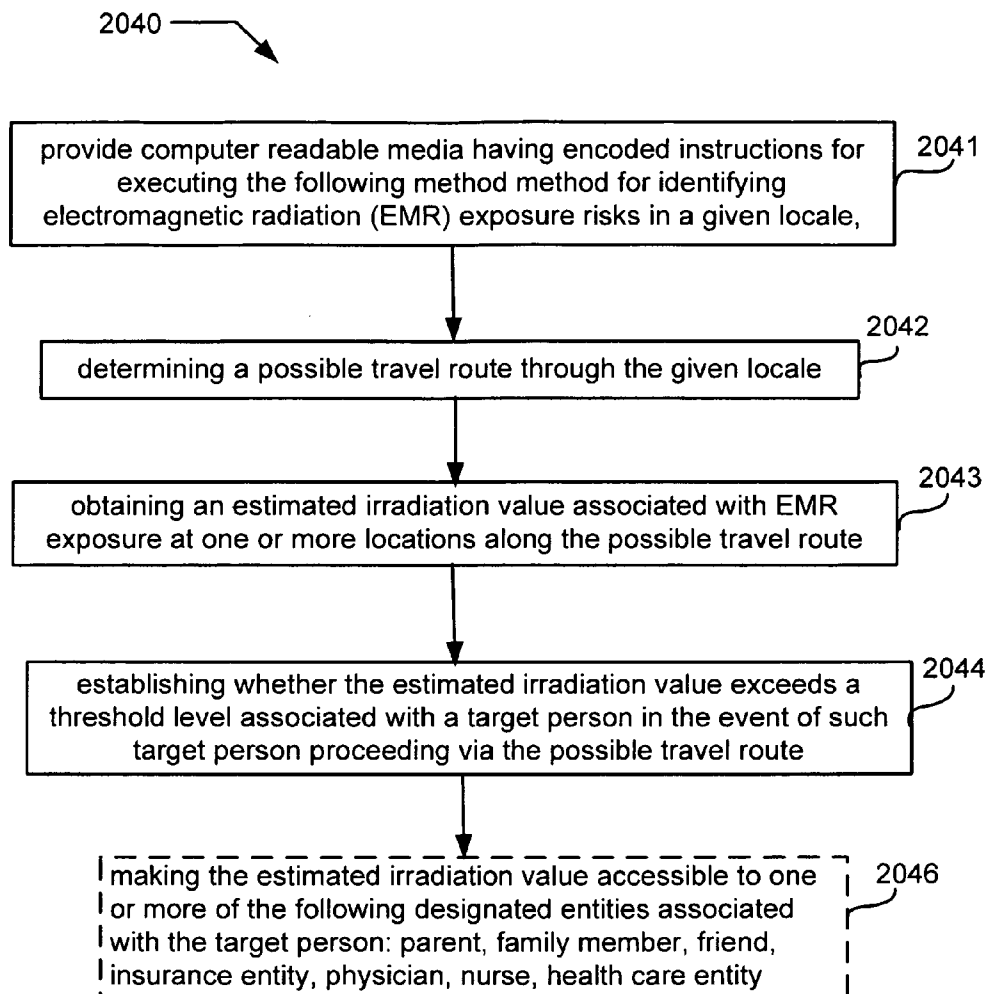 2040
provide computer readable media having encoded instructions for
executing the following method method for identifying
electromagnetic radiation (EMR) exposure risks in a given locale,
2041
determining a possible travel route through the given locale
2042
obtaining an estimated irradiation value associated with EMR
exposure at one or more locations along the possible travel route
2043
establishing whether the estimated irradiation value exceeds a
threshold level associated with a target person in the event of such
target person proceeding via the possible travel route
2044
making the estimated irradiation value accessible to one
or more of the following designated entities associated
with the target person: parent, family member, friend,
insurance entity, physician, nurse, health care entity
2046